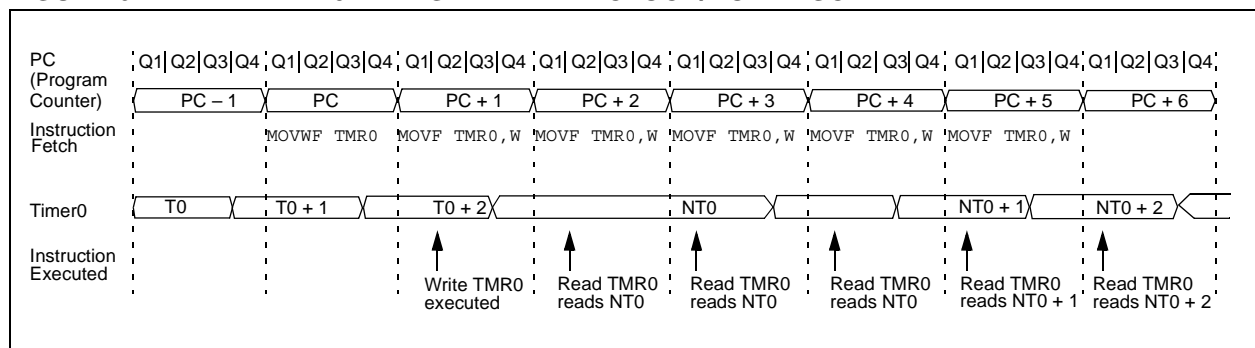 PC
(Program
Counter)
Q1 Q2 Q3 Q4 Q1 Q2 Q3 Q4 Q1 Q2 Q3 Q4 Q1 Q2 Q3 Q4 Q1 Q2 Q3 Q4 Q1 Q2 Q3 Q4 Q1 Q2 Q3 Q4 Q1 Q2 Q3 Q4
PC – 1 PC PC + 1 PC + 2 PC + 3 PC + 4 PC + 5 PC + 6
Instruction
Fetch
MOVWF TMR0 MOVF TMR0,W MOVF TMR0,W MOVF TMR0,W MOVF TMR0,W MOVF TMR0,W
Timer0
T0 T0 + 1 T0 + 2 NT0 NT0 + 1 NT0 + 2
Instruction
Executed
Write TMR0
executed
Read TMR0
reads NT0
Read TMR0
reads NT0
Read TMR0
reads NT0
Read TMR0
reads NT0 + 1
Read TMR0
reads NT0 + 2